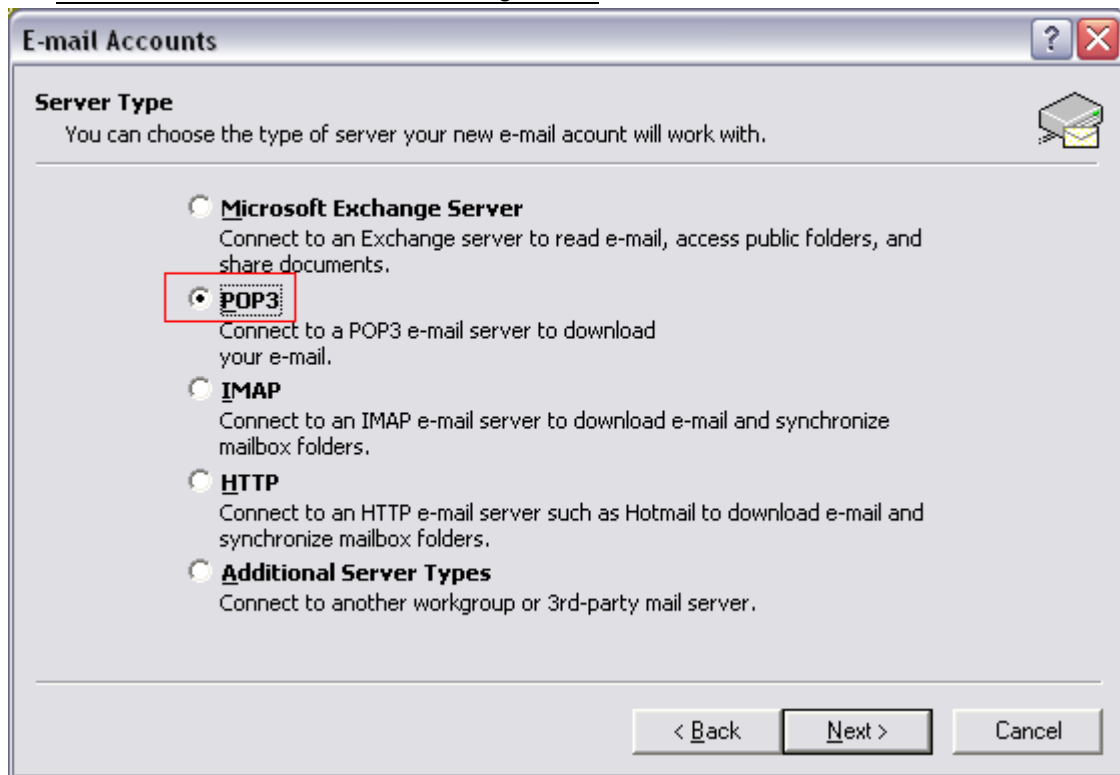 E-mail Accounts
Server Type
You can choose the type of server your new e-mail acount will work with.
Microsoft Exchange Server
Connect to an Exchange server to read e-mail, access public folders, and
share documents.
POP3
Connect to a POP3 e-mail server to download
your e-mail.
IMAP
Connect to an IMAP e-mail server to download e-mail and synchronize
mailbox folders.
HTTP
Connect to an HTTP e-mail server such as Hotmail to download e-mail and
synchronize mailbox folders.
Additional Server Types
Connect to another workgroup or 3rd-party mail server.
< Back Next > Cancel